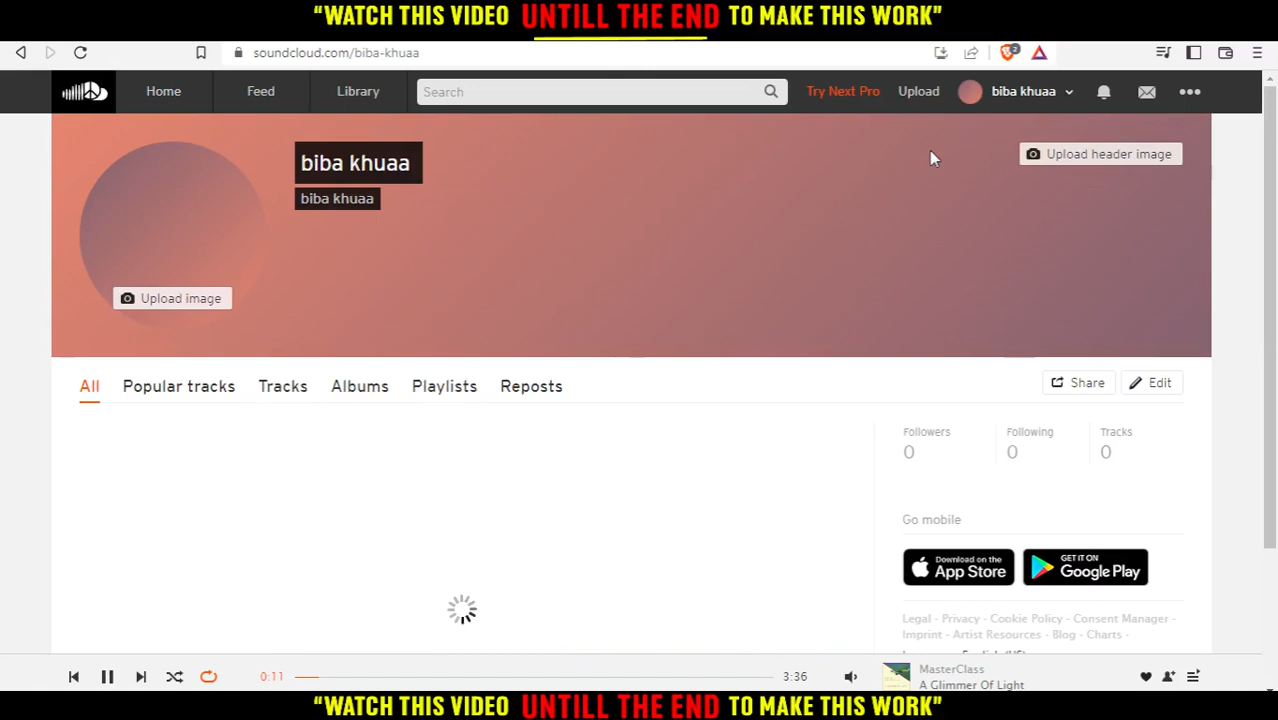 “WATCH THIS VIDEO UNTILL THE END TO MAKE THIS WORK”
soundcloud.com/biba-khuaa
2
Home Feed Library Search Try Next Pro Upload biba khuaa
Upload header image
biba khuaa
biba khuaa
Upload image
All Popular tracks Tracks Albums Playlists Reposts
Share Edit
Followers Following Tracks
0 0 0
Go mobile
Download on the App Store GET IT ON Google Play
Legal - Privacy - Cookie Policy - Consent Manager -
Imprint - Artist Resources - Blog - Charts -
0:11 3:36
MasterClass
A Glimmer Of Light
“WATCH THIS VIDEO UNTILL THE END TO MAKE THIS WORK”